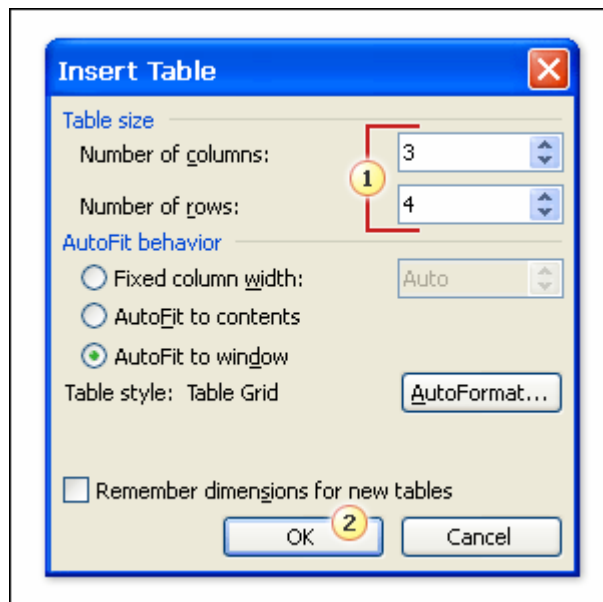 Insert Table
Table size
Number of columns: 3
1
Number of rows: 4
AutoFit behavior
Fixed column width: Auto
AutoFit to contents
AutoFit to window
Table style: Table Grid AutoFormat...
Remember dimensions for new tables
OK 2 Cancel